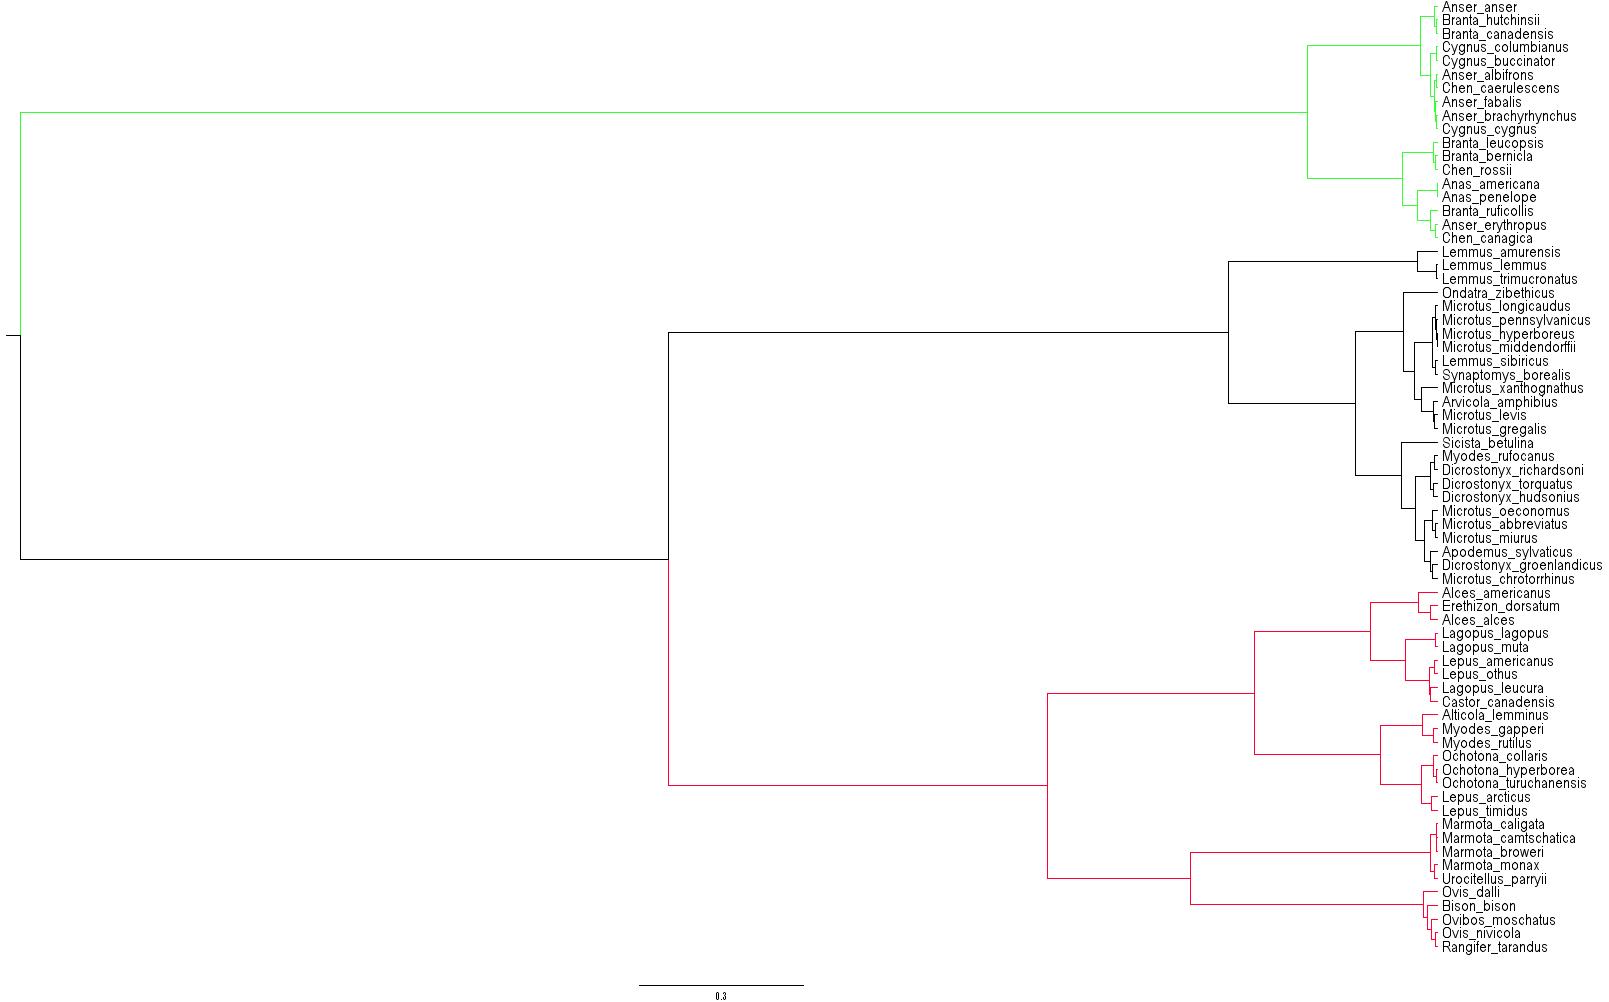 Anser_anser
Branta_hutchinsii
Branta_canadensis
Cygnus_columbianus
Cygnus_buccinator
Anser_albifrons
Chen_caerulescens
Anser_fabalis
Anser_brachyrhynchus
Cygnus_cygnus
Branta_leucopsis
Branta_bernicla
Chen_rossii
Anas_americana
Anas_penelope
Branta_ruficollis
Anser_erythropus
Chen_canagica
Lemmus_amurensis
Lemmus_lemmus
Lemmus_trimucronatus
Ondatra_zibethicus
Microtus_longicaudus
Microtus_pennsylvanicus
Microtus_hyperboreus
Microtus_middendorffii
Lemmus_sibiricus
Synaptomys_borealis
Microtus_xanthognathus
Arvicola_amphibius
Microtus_levis
Microtus_gregalis
Sicista_betulina
Myodes_rufocanus
Dicrostonyx_richardsoni
Dicrostonyx_torquatus
Dicrostonyx_hudsonius
Microtus_oeconomus
Microtus_abbreviatus
Microtus_miurus
Apodemus_sylvaticus
Dicrostonyx_groenlandicus
Microtus_chrotorrhinus
Alces_americanus
Erethizon_dorsatum
Alces_alces
Lagopus_lagopus
Lagopus_muta
Lepus_americanus
Lepus_othus
Lagopus_leucura
Castor_canadensis
Alticola_lemminus
Myodes_gapperi
Myodes_rutilus
Ochotona_collaris
Ochotona_hyperborea
Ochotona_turuchanensis
Lepus_arcticus
Lepus_timidus
Marmota_caligata
Marmota_camtschatica
Marmota_broweri
Marmota_monax
Urocitellus_parryii
Ovis_dalli
Bison_bison
Ovibos_moschatus
Ovis_nivicola
Rangifer_tarandus
0.3